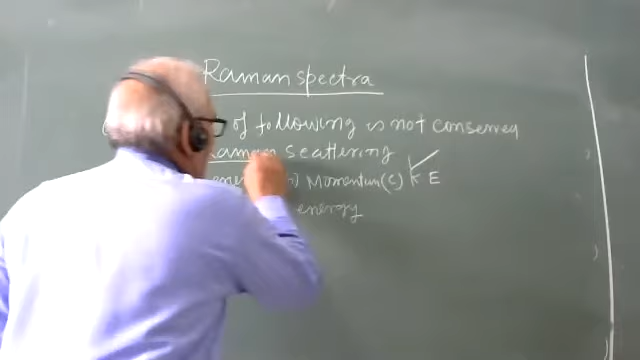 Raman spectra
of following is not conserved
Raman scattering
Momentum (c) K E
energy